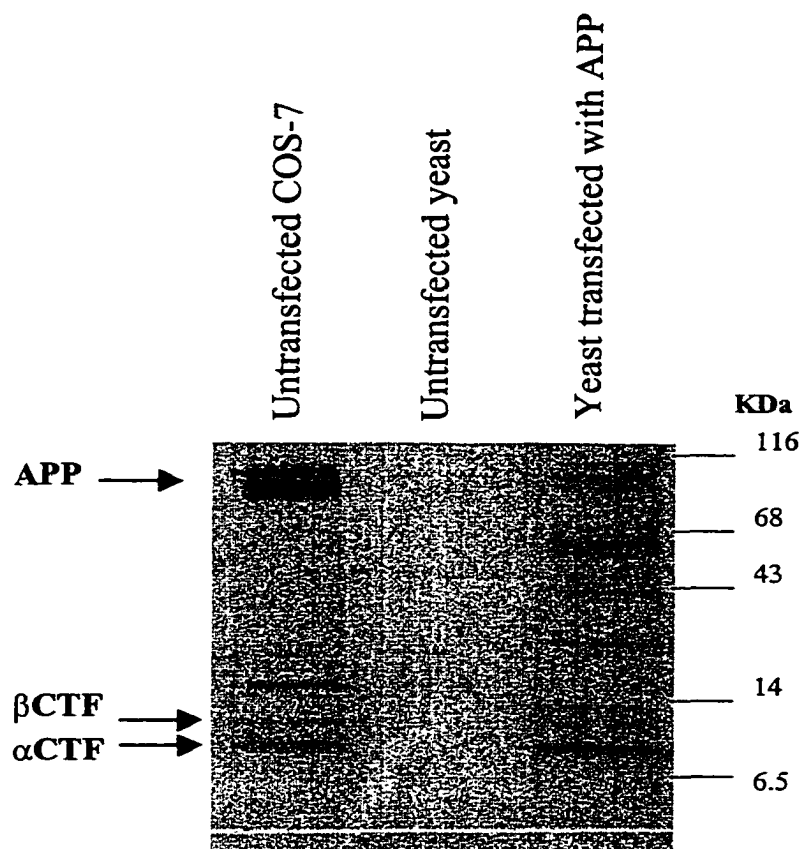 Untransfected COS-7
Untransfected yeast
Yeast transfected with APP
KDa
116
APP
68
43
14
βCTF
αCTF
6.5